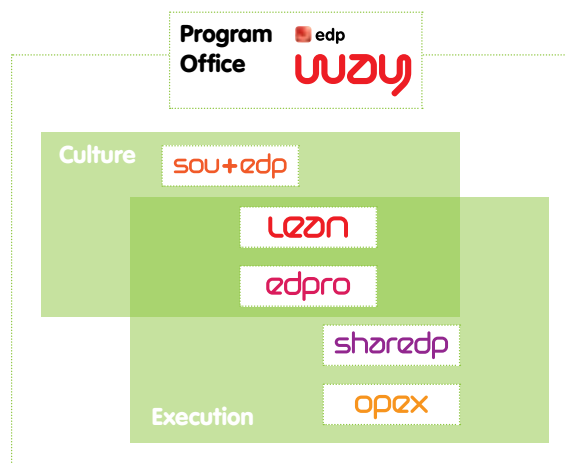 Program
Office
edp
way
Culture
sou+edp
lean
edpro
sharedp
opex
Execution